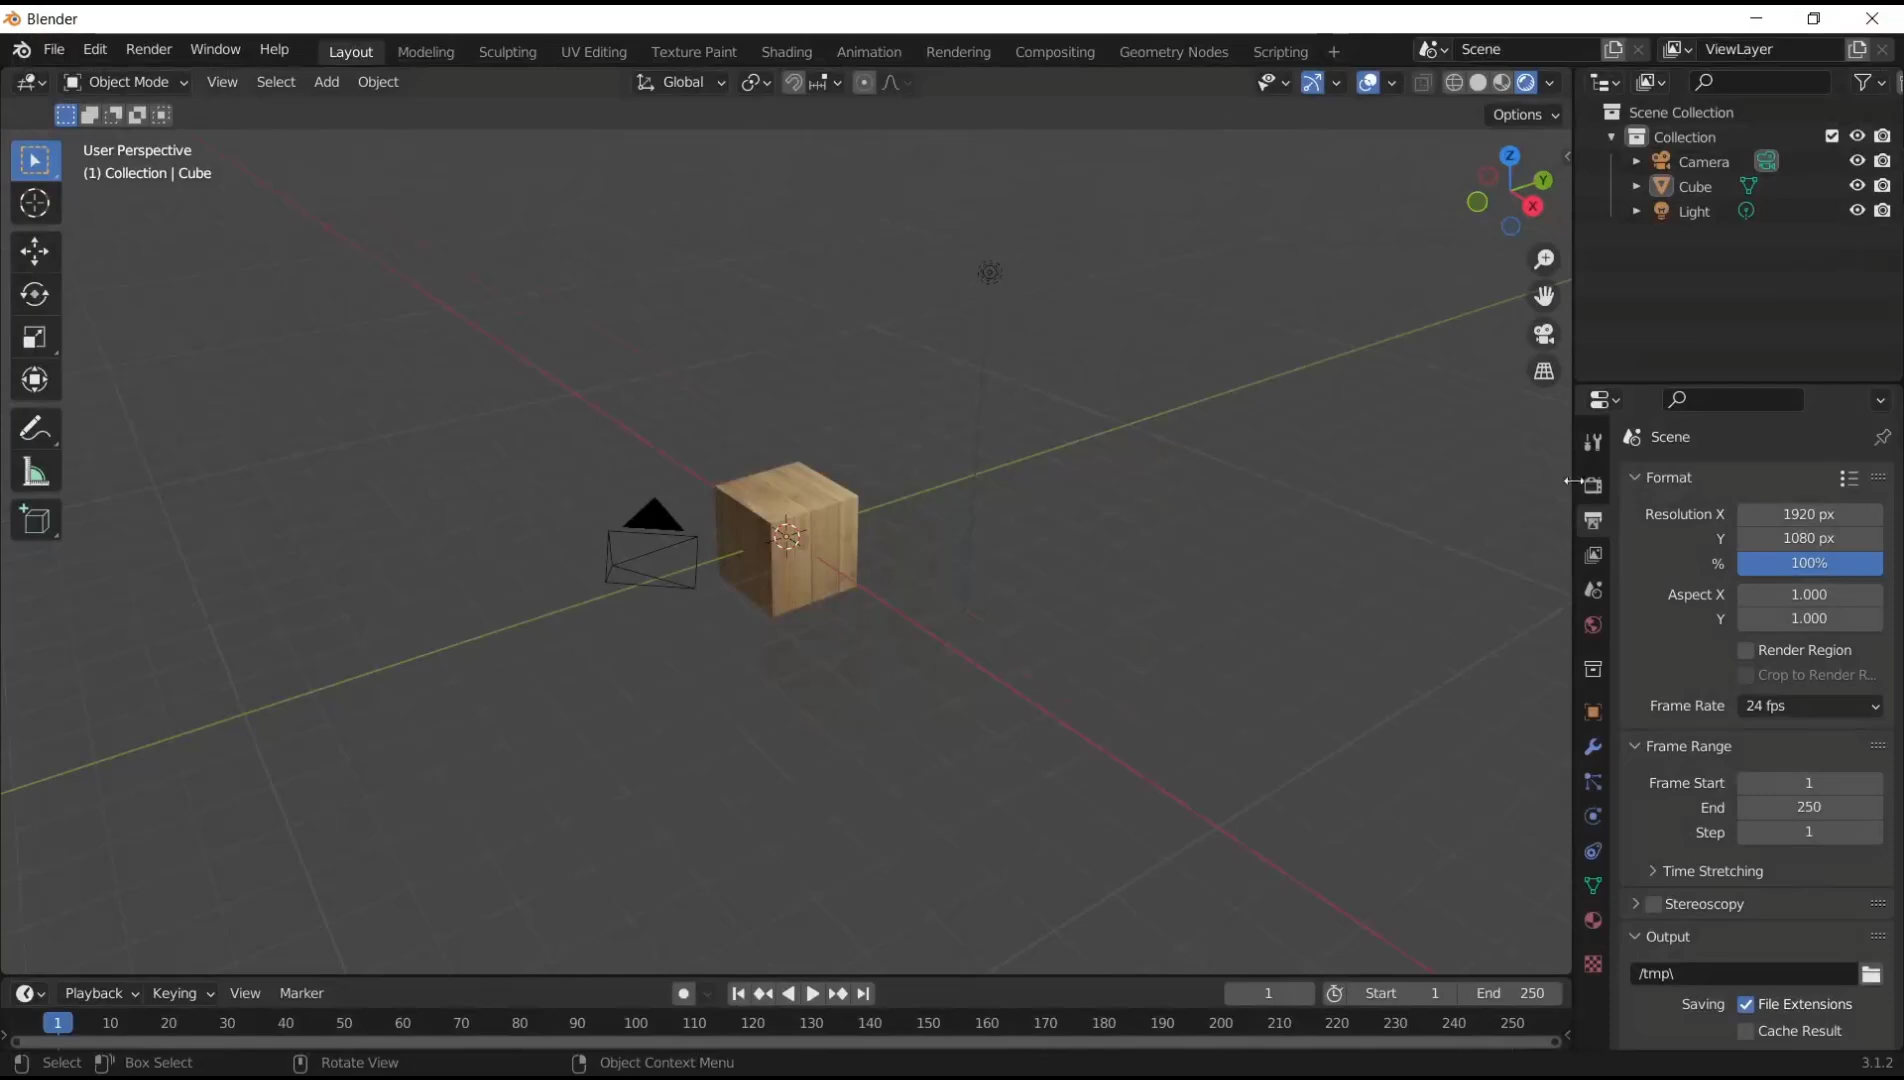 Blender
File Edit Render Window Help Layout Modeling Sculpting UV Editing Texture Paint Shading Animation Rendering Compositing Geometry Nodes Scripting + Scene ViewLayer
Object Mode View Select Add Object Global
Options
User Perspective
(1) Collection | Cube
Z
Y
X
Scene Collection
Collection
Camera
Cube
Light
Scene
Format
Resolution X 1920 px
Y 1080 px
% 100%
Aspect X 1.000
Y 1.000
Render Region
Crop to Render R...
Frame Rate 24 fps
Frame Range
Frame Start 1
End 250
Step 1
Time Stretching
Stereoscopy
Output
/tmp\
Saving File Extensions
Cache Result
Playback Keying View Marker 1 Start 1 End 250
1 10 20 30 40 50 60 70 80 90 100 110 120 130 140 150 160 170 180 190 200 210 220 230 240 250
Select Box Select Rotate View Object Context Menu 3.1.2